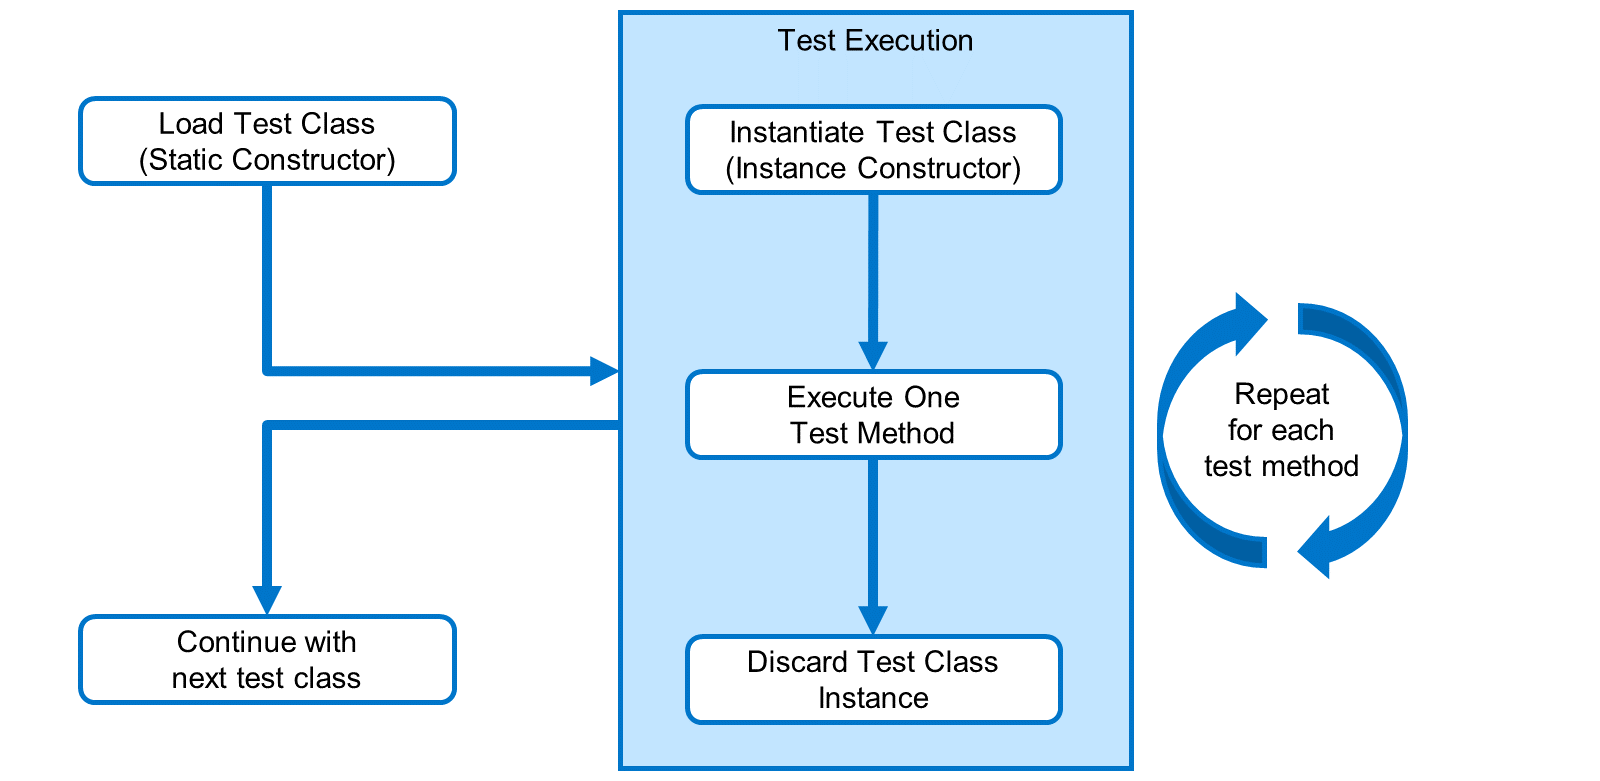 Test Execution
Load Test Class
(Static Constructor)
Instantiate Test Class
(Instance Constructor)
Execute One
Test Method
Repeat
for each
test method
Continue with
next test class
Discard Test Class
Instance